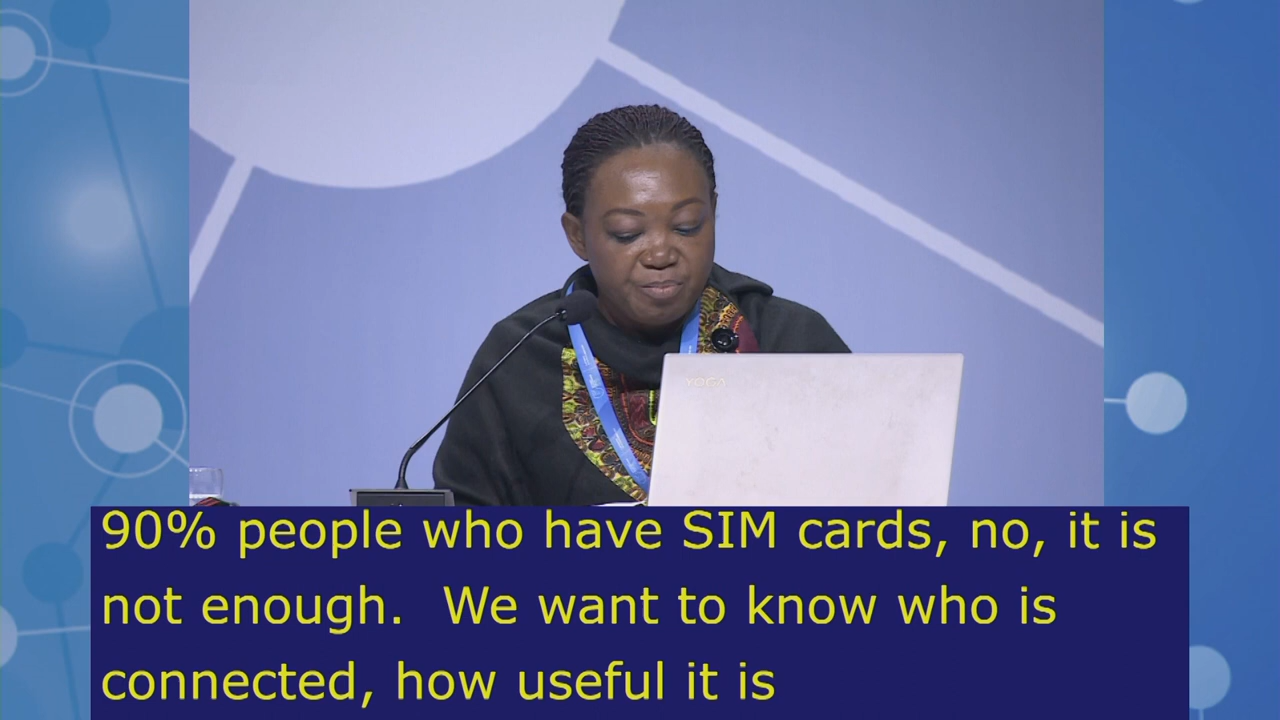 YOGA
90% people who have SIM cards, no, it is
not enough.  We want to know who is
connected, how useful it is